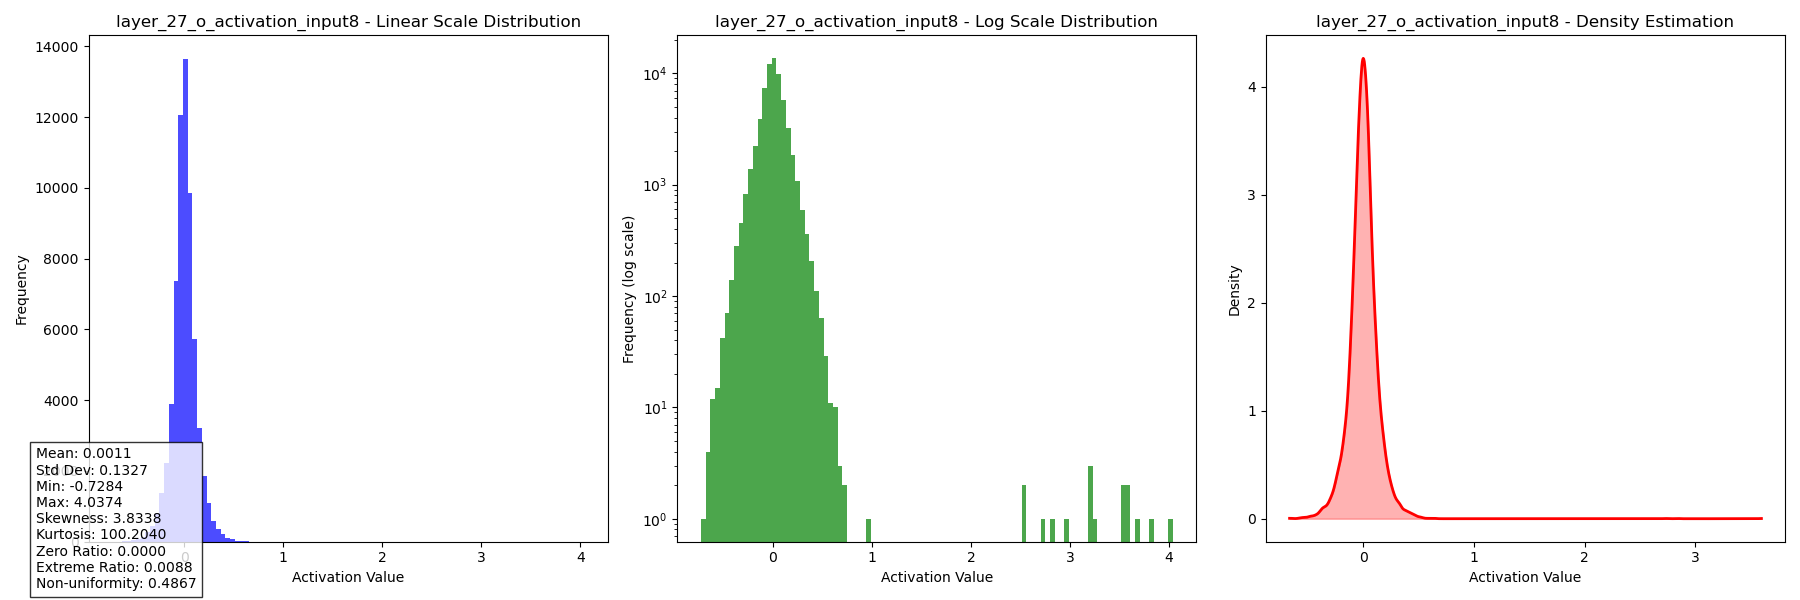 layer_27_o_activation_input8 - Linear Scale Distribution
14000
12000
10000
8000
6000
4000
Frequency
0
1
2
3
4
Activation Value
Mean: 0.0011
Std Dev: 0.1327
Min: -0.7284
Max: 4.0374
Skewness: 3.8338
Kurtosis: 100.2040
Zero Ratio: 0.0000
Extreme Ratio: 0.0088
Non-uniformity: 0.4867
layer_27_o_activation_input8 - Log Scale Distribution
10⁴
10³
10²
10¹
10⁰
Frequency (log scale)
0
1
2
3
4
Activation Value
layer_27_o_activation_input8 - Density Estimation
4
3
2
1
0
Density
0
1
2
3
Activation Value